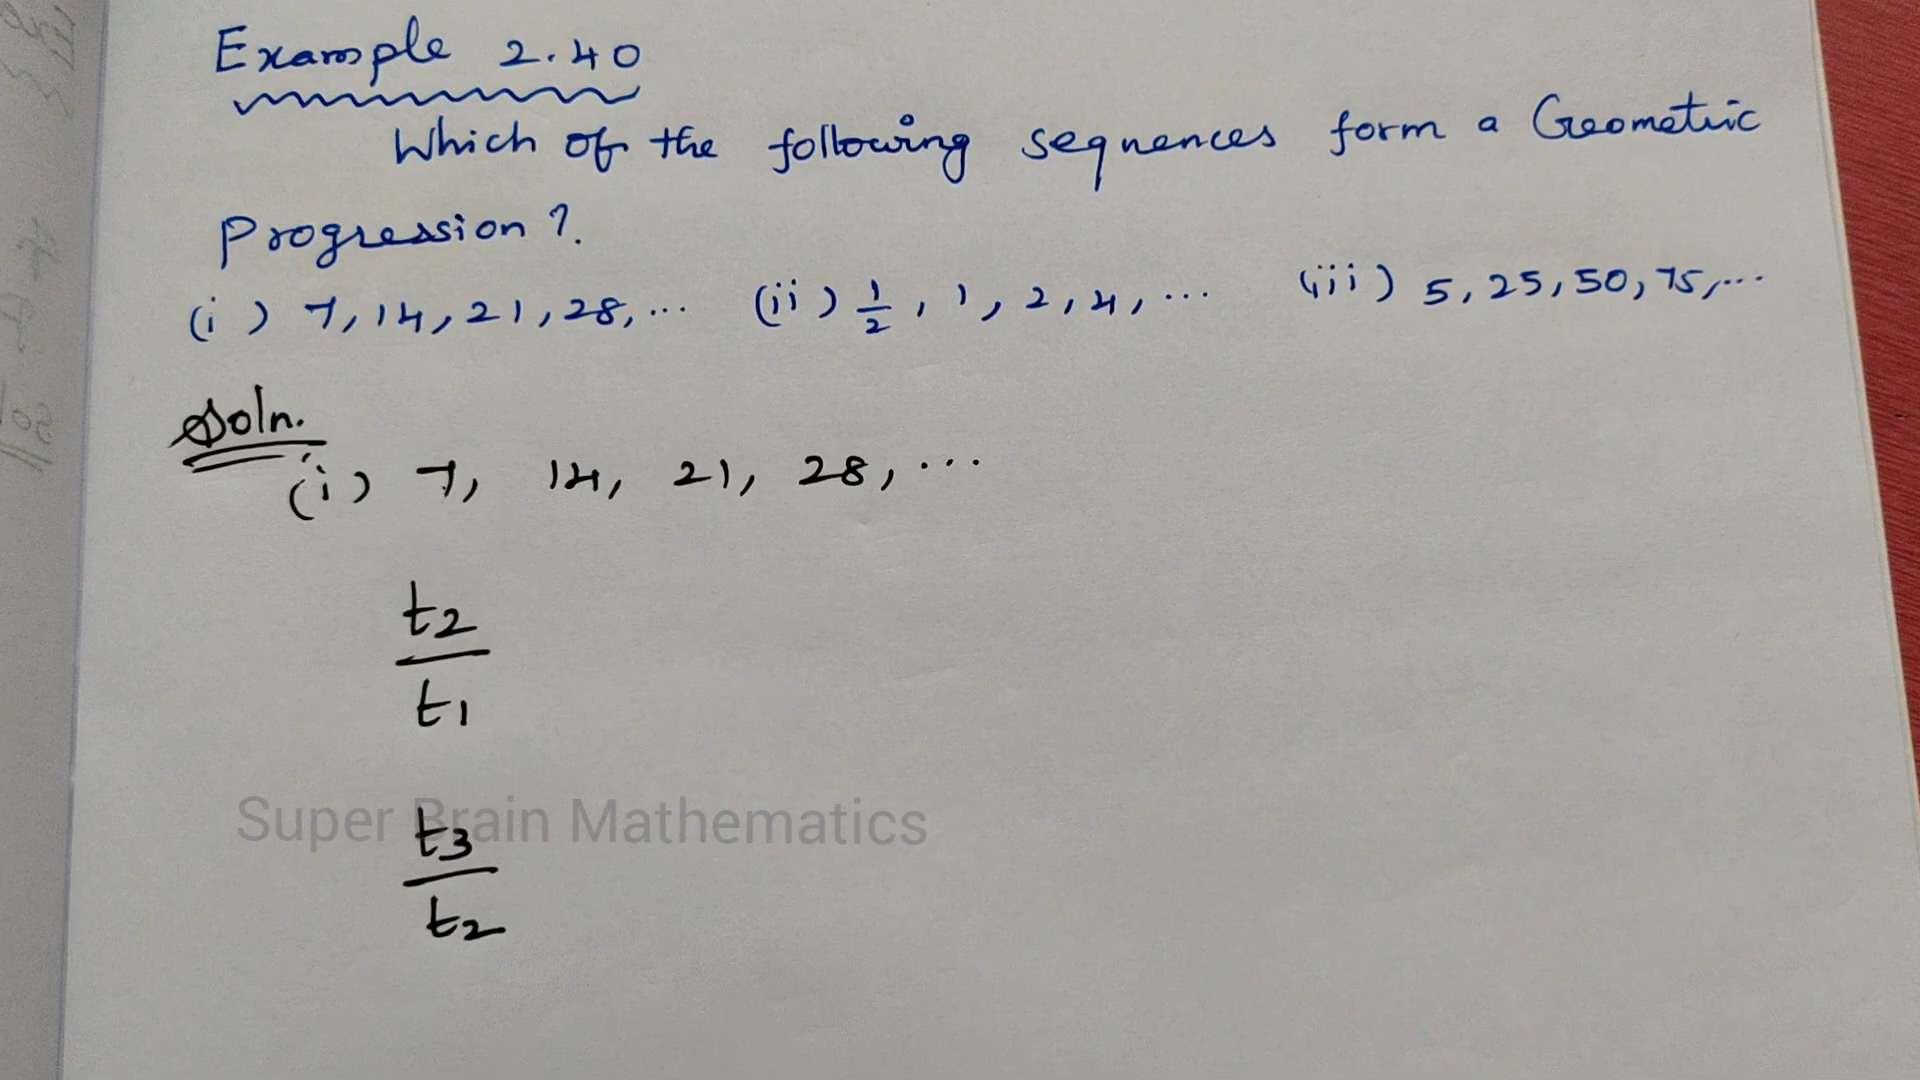 Example 2.40
Which of the following sequences form a Geometric
Progression?
(i) 7, 14, 21, 28, ... (ii) 1/2, 1, 2, 4, ... (iii) 5, 25, 50, 75, ...
Soln.
(i) 7, 14, 21, 28, ...
t2
t1
Super Brain Mathematics
t3
t2